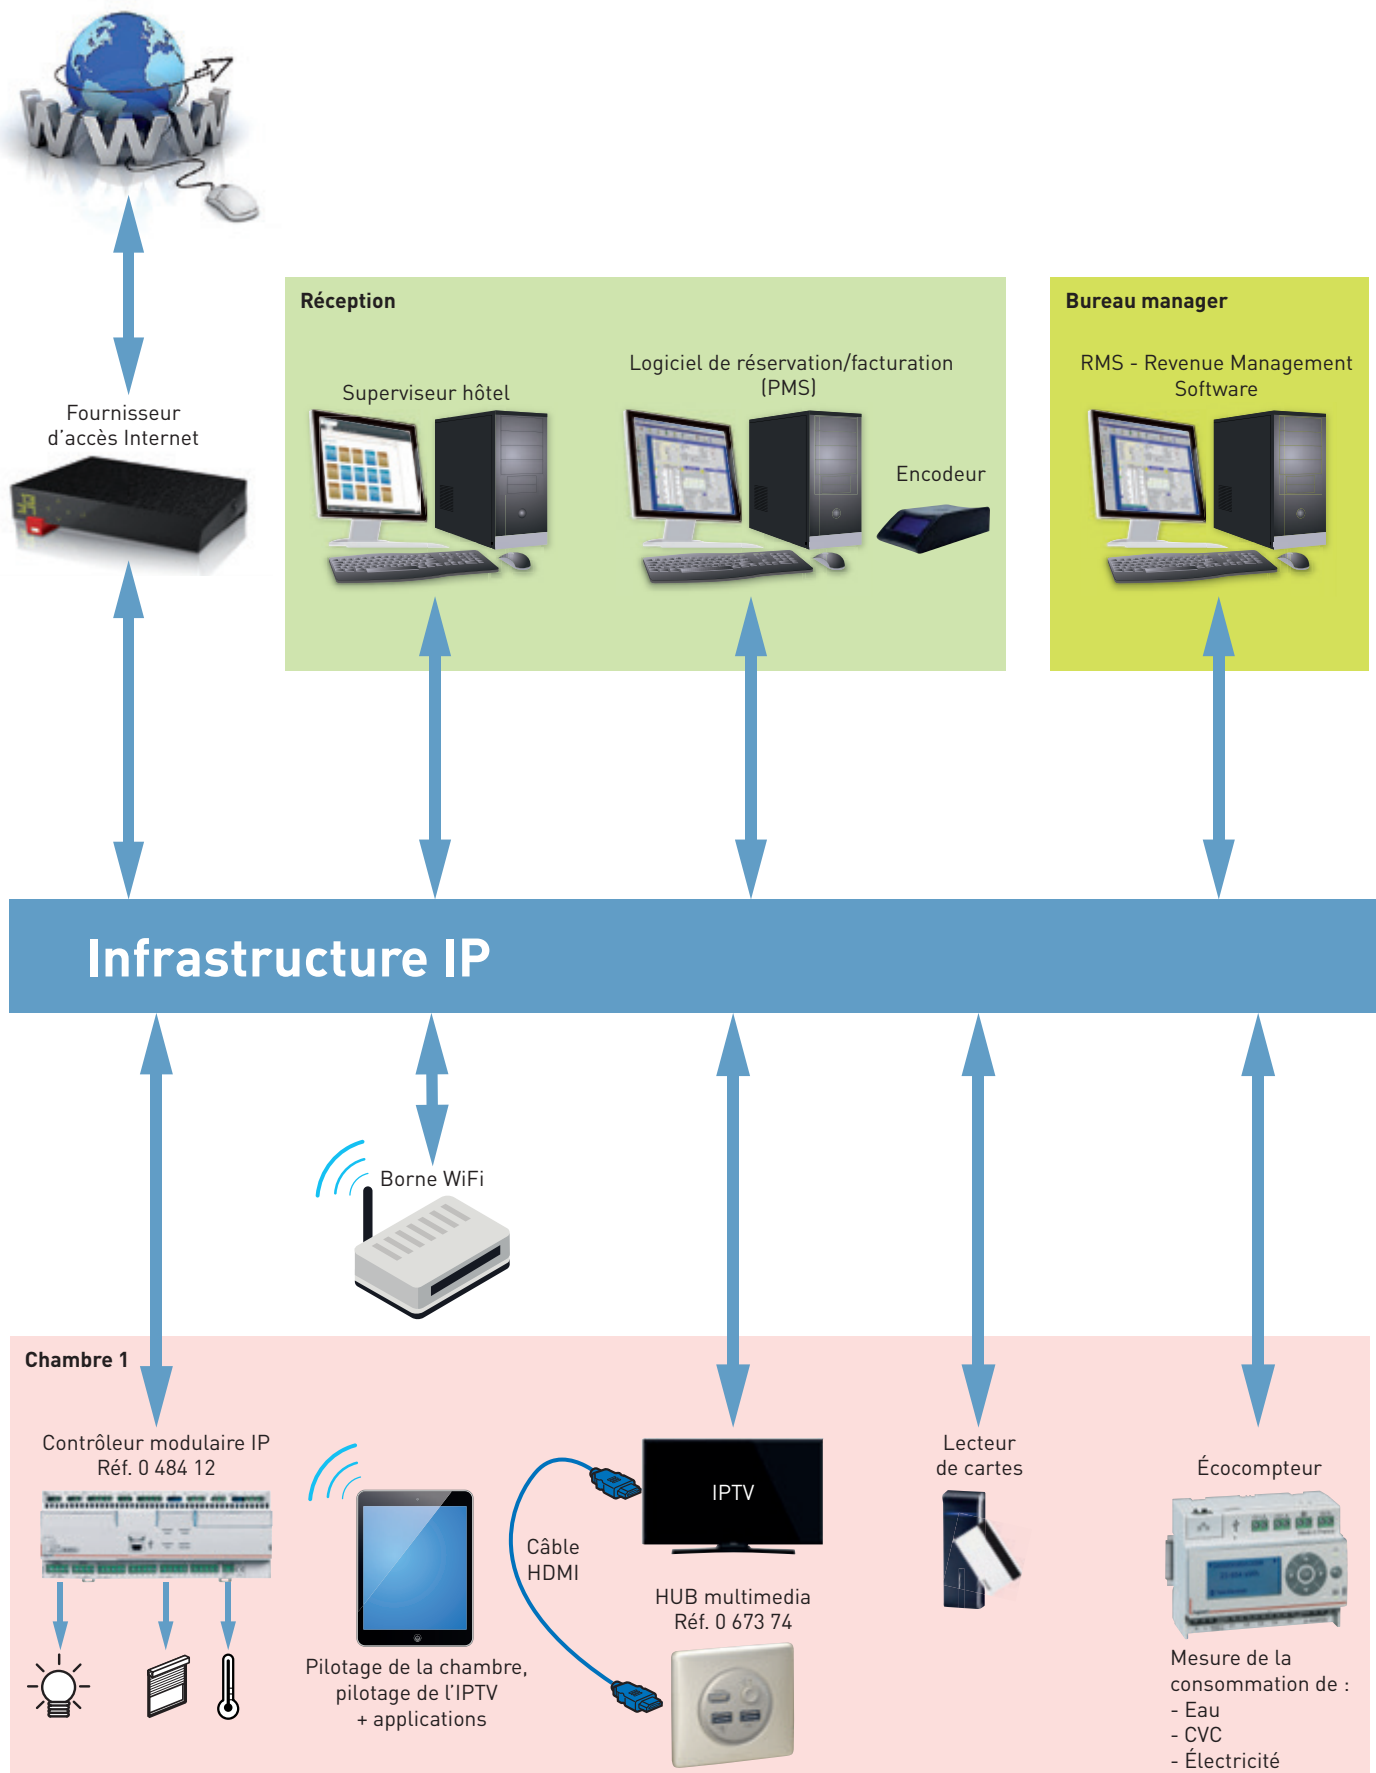 WWW
Fournisseur
d'accès Internet
Réception
Superviseur hôtel
Logiciel de réservation/facturation
(PMS)
Encodeur
Bureau manager
RMS - Revenue Management
Software
Infrastructure IP
Borne WiFi
Chambre 1
Contrôleur modulaire IP
Réf. 0 484 12
Pilotage de la chambre,
pilotage de l'IPTV
+ applications
Câble
HDMI
IPTV
HUB multimedia
Réf. 0 673 74
Lecteur
de cartes
Écocompteur
Mesure de la
consommation de :
- Eau
- CVC
- Électricité